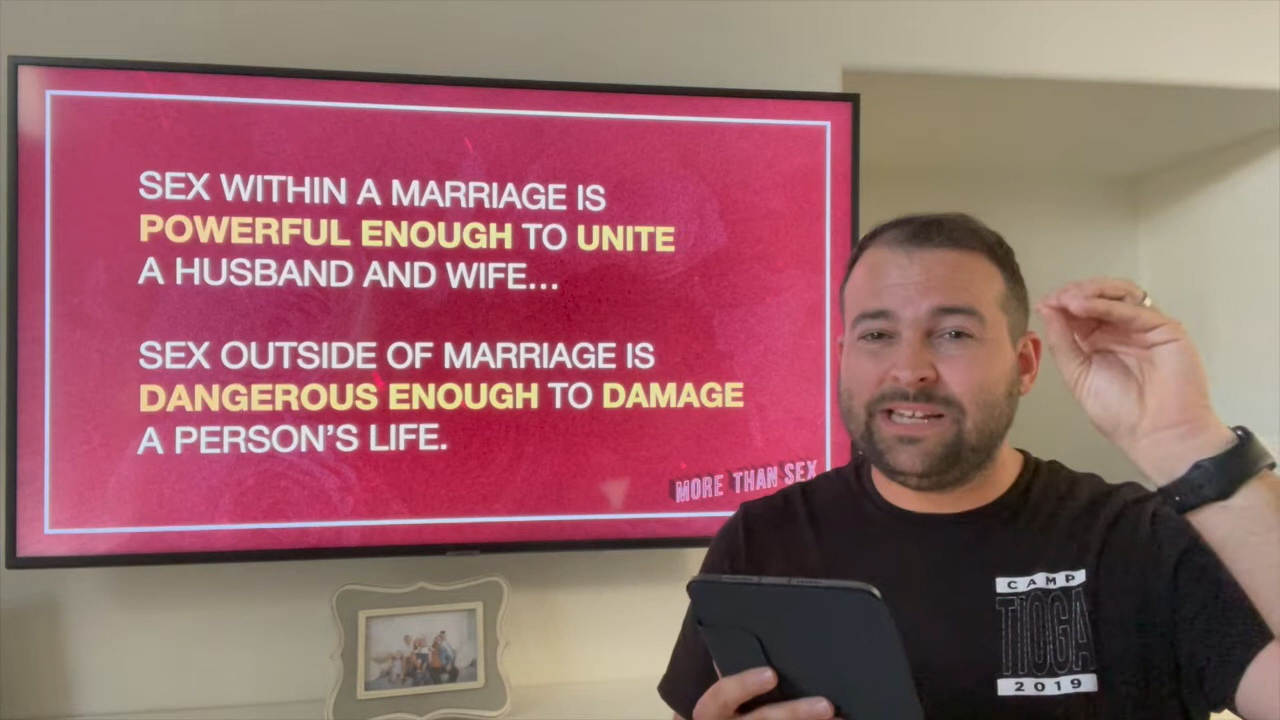 SEX WITHIN A MARRIAGE IS
POWERFUL ENOUGH TO UNITE
A HUSBAND AND WIFE...
SEX OUTSIDE OF MARRIAGE IS
DANGEROUS ENOUGH TO DAMAGE
A PERSON'S LIFE.
MORE THAN SEX
CAMP
TIOGA
2019